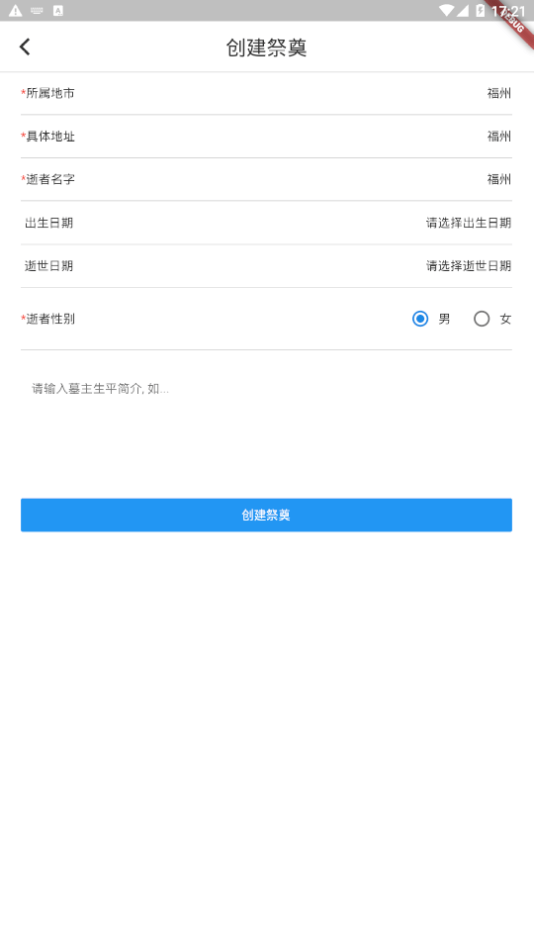 17:21
DEBUG
创建祭奠
*所属地市 福州
*具体地址 福州
*逝者名字 福州
出生日期 请选择出生日期
逝世日期 请选择逝世日期
*逝者性别 男 女
请输入墓主生平简介, 如...
创建祭奠